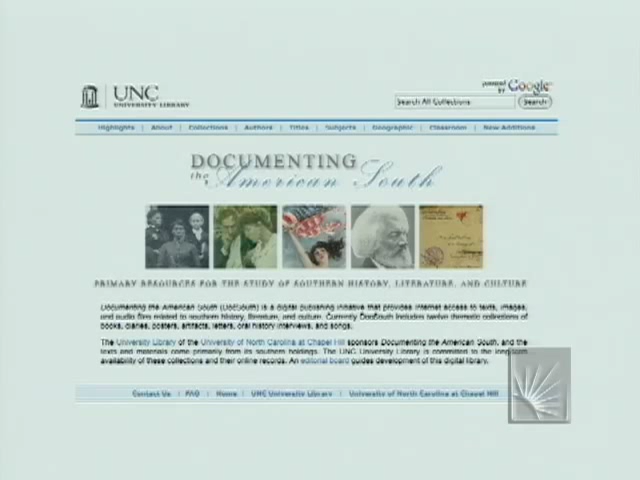 UNC
UNIVERSITY LIBRARY
powered by Google
Search All Collections
Search
Highlights | About | Collections | Authors | Titles | Subjects | Geographic | Classroom | New Additions
DOCUMENTING
the American South
PRIMARY RESOURCES FOR THE STUDY OF SOUTHERN HISTORY, LITERATURE, AND CULTURE
Documenting the American South (DocSouth) is a digital publishing initiative that provides Internet access to texts, images,
and audio files related to southern history, literature, and culture. Currently DocSouth includes twelve thematic collections of
books, diaries, posters, artifacts, letters, oral history interviews, and songs.
The University Library of the University of North Carolina at Chapel Hill sponsors Documenting the American South, and the
texts and materials come primarily from its southern holdings. The UNC University Library is committed to the long-term
availability of these collections and their online records. An editorial board guides development of this digital library.
Contact Us | FAQ | Home | UNC University Library | University of North Carolina at Chapel Hill